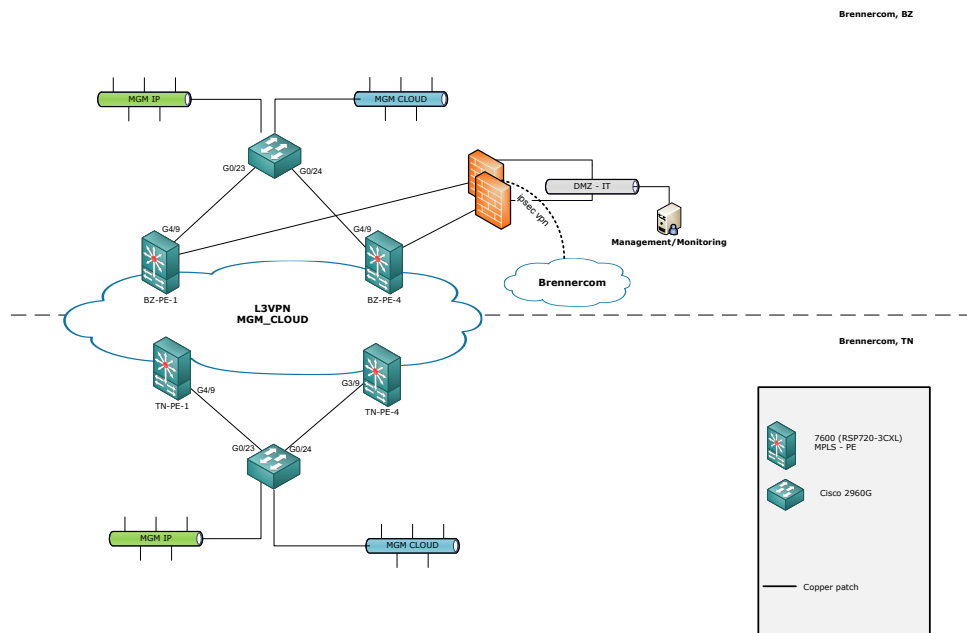 Brennercom, BZ
MGM IP
MGM CLOUD
G0/23
G0/24
DMZ - IT
ipsec vpn
Management/Monitoring
G4/9
G4/9
BZ-PE-1
BZ-PE-4
Brennercom
L3VPN
MGM_CLOUD
Brennercom, TN
TN-PE-1
G4/9
G3/9
TN-PE-4
G0/23
G0/24
MGM IP
MGM CLOUD
7600 (RSP720-3CXL)
MPLS - PE
Cisco 2960G
Copper patch